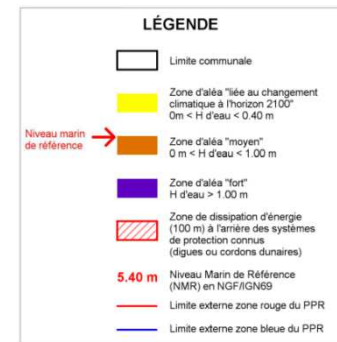 LÉGENDE
Limite communale
Zone d'aléa "liée au changement
climatique à l'horizon 2100"
0m < H d'eau < 0.40 m
Niveau marin
de référence
Zone d'aléa "moyen"
0 m < H d'eau < 1.00 m
Zone d'aléa "fort"
H d'eau > 1.00 m
Zone de dissipation d'énergie
(100 m) à l'arrière des systèmes
de protection connus
(digues ou cordons dunaires)
5.40 m
Niveau Marin de Référence
(NMR) en NGF/IGN69
Limite externe zone rouge du PPR
Limite externe zone bleue du PPR